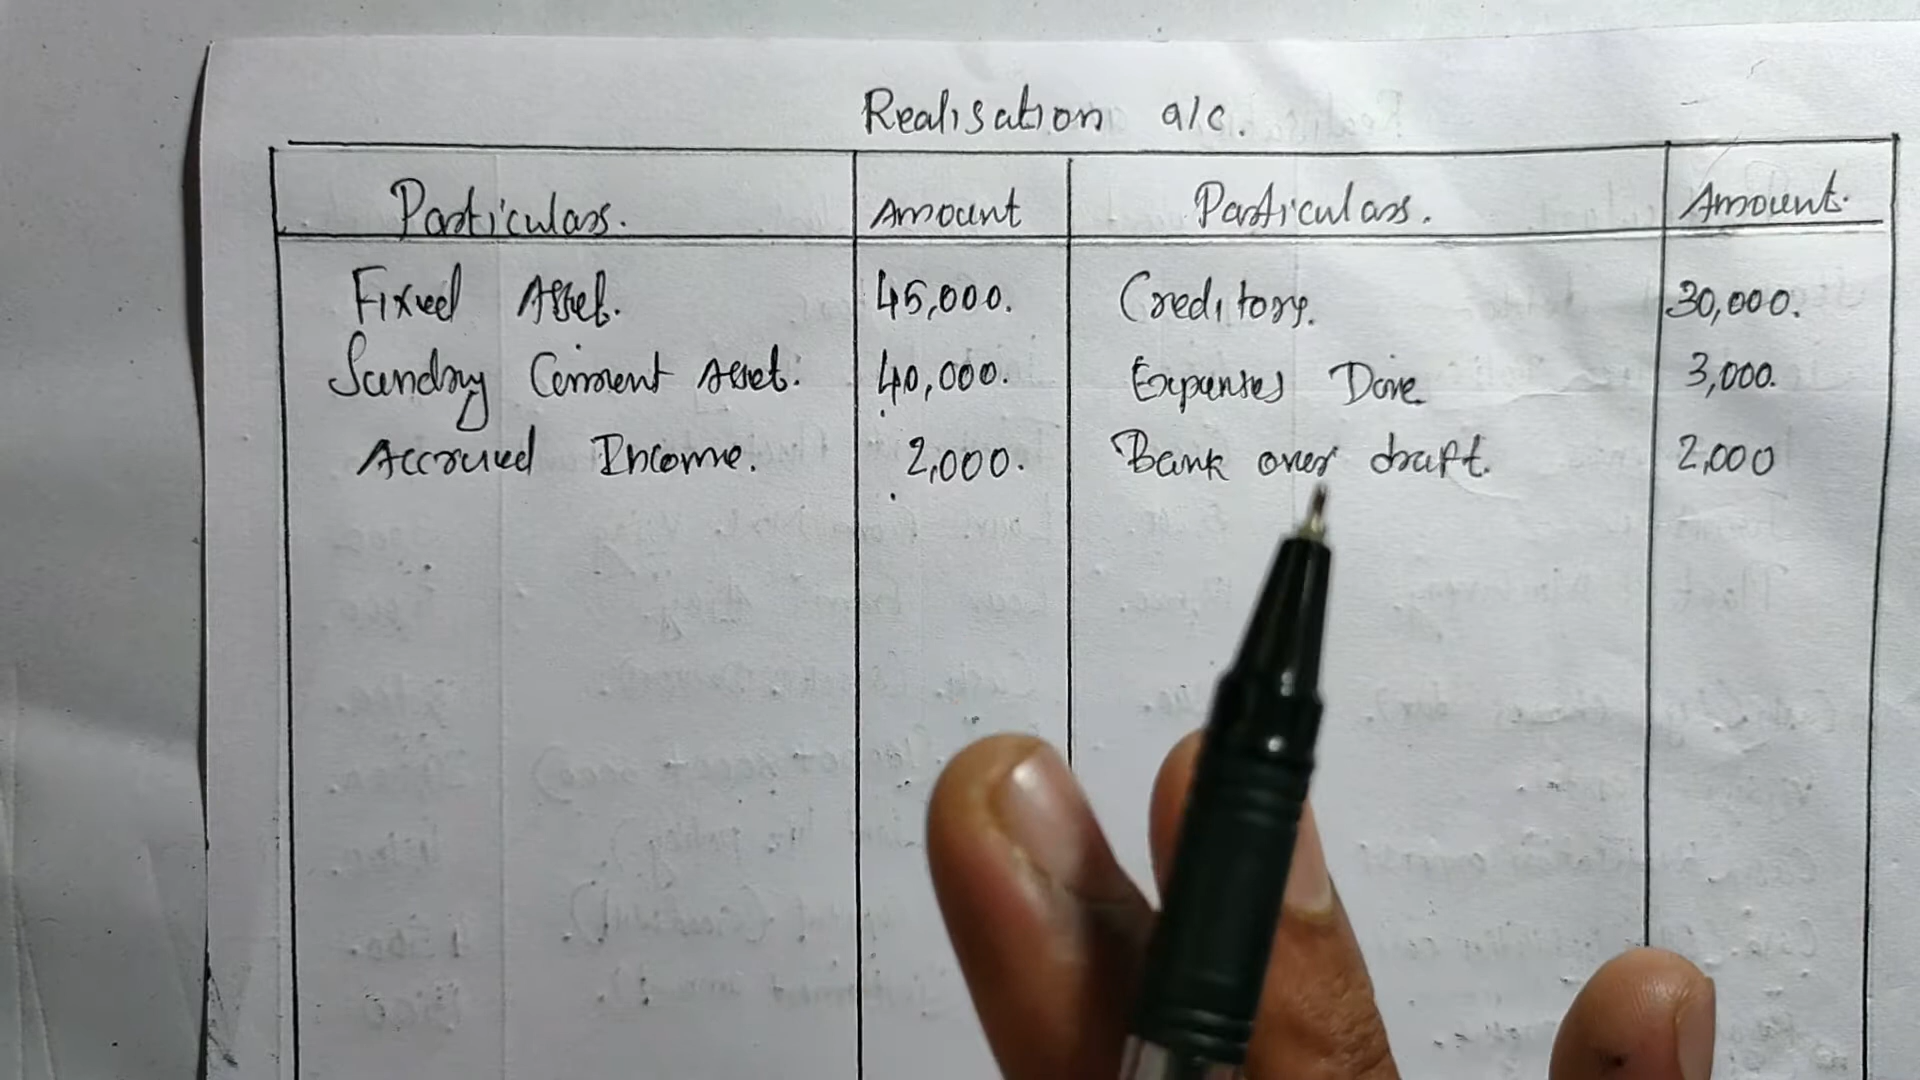 Realisation a/c.
Particulars. Amount Particulars. Amount.
Fixed Asset. 45,000. Creditors. 30,000.
Sundry Current Asset. 40,000. Expenses Due 3,000.
Accrued Income. 2,000. Bank over draft. 2,000